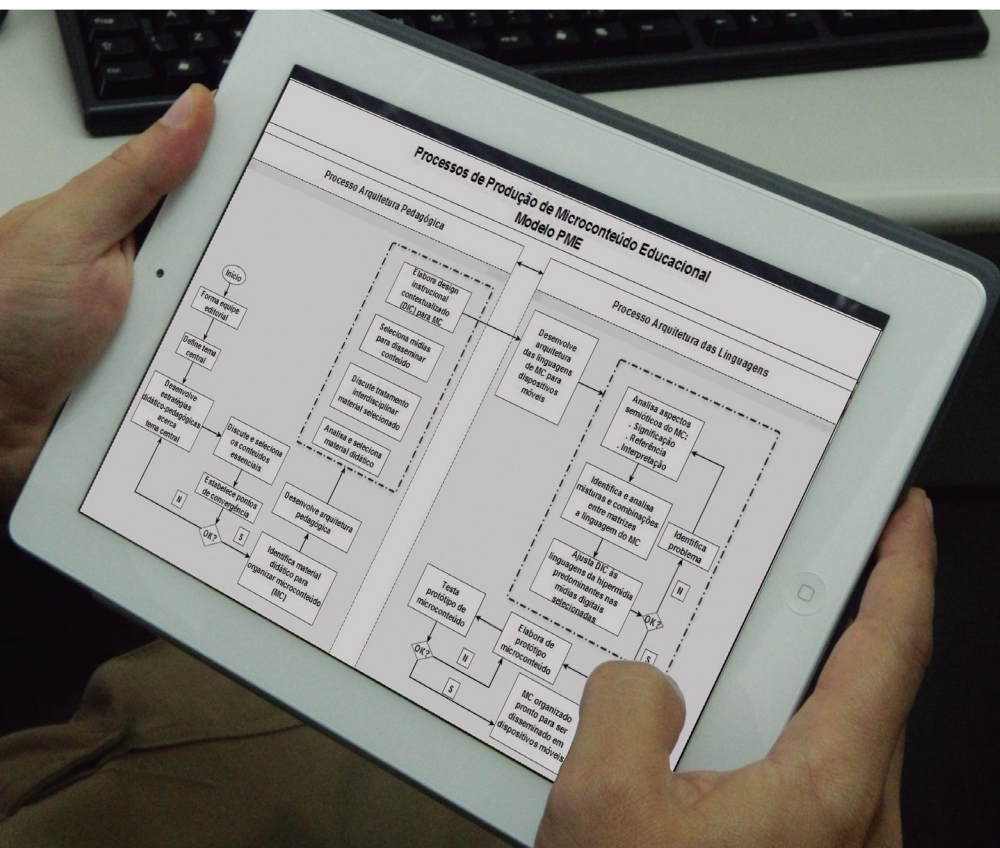 Processos de Produção de Microconteúdo Educacional
Modelo PME
Processo Arquitetura Pedagógica
Início
Forma equipe
editorial
Define tema
central
Desenvolve
estratégias
didático-pedagógicas
acerca
tema central
Discute e seleciona
os conteúdos
essenciais
Estabelece pontos
de convergência
OK?
N
S
Identifica material
didático para
organizar microconteúdo
(MC)
Desenvolve arquitetura
pedagógica
Analisa e seleciona
material didático
Discute tratamento
interdisciplinar
material selecionado
Seleciona mídias
para disseminar
conteúdo
Elabora design
instrucional
contextualizado
(DIC) para MC
Processo Arquitetura das Linguagens
Desenvolve
arquitetura
das linguagens
de MC para
dispositivos
móveis
Analisa aspectos
semióticos do MC:
. Significação
. Referência
. Interpretação
Identifica e analisa
misturas e combinações
entre matrizes
a linguagem do MC
Ajusta DIC às
linguagens da hipermídia
predominantes nas
mídias digitais
selecionadas
OK?
N
S
Identifica
problema
Elabora de
protótipo
microconteúdo
Testa
protótipo de
microconteúdo
OK?
N
S
MC organizado
pronto para ser
disseminado em
dispositivos móveis